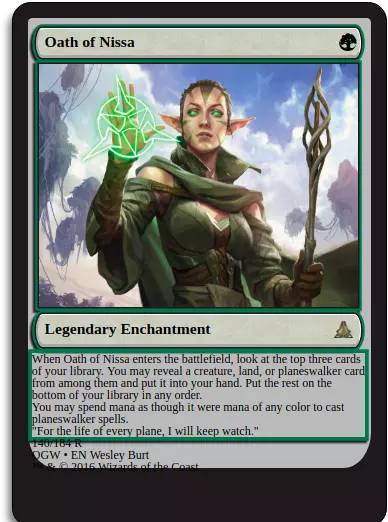 Oath of Nissa
Legendary Enchantment
When Oath of Nissa enters the battlefield, look at the top three cards
of your library. You may reveal a creature, land, or planeswalker card
from among them and put it into your hand. Put the rest on the
bottom of your library in any order.
You may spend mana as though it were mana of any color to cast
planeswalker spells.
"For the life of every plane, I will keep watch."
140/184 R
OGW • EN Wesley Burt
™ & © 2016 Wizards of the Coast